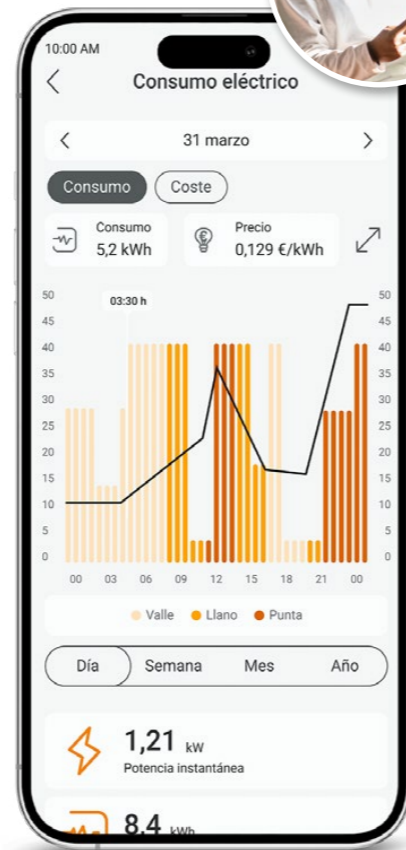 10:00 AM
Consumo eléctrico
31 marzo
Consumo Coste
Consumo
5,2 kWh
Precio
0,129 €/kWh
03:30 h
50 50
45 45
40 40
35 35
30 30
25 25
20 20
15 15
10 10
5 5
0 0
00 03 06 09 12 15 18 21 00
Valle Llano Punta
Día Semana Mes Año
1,21 kW
Potencia instantánea
8,4 kWh